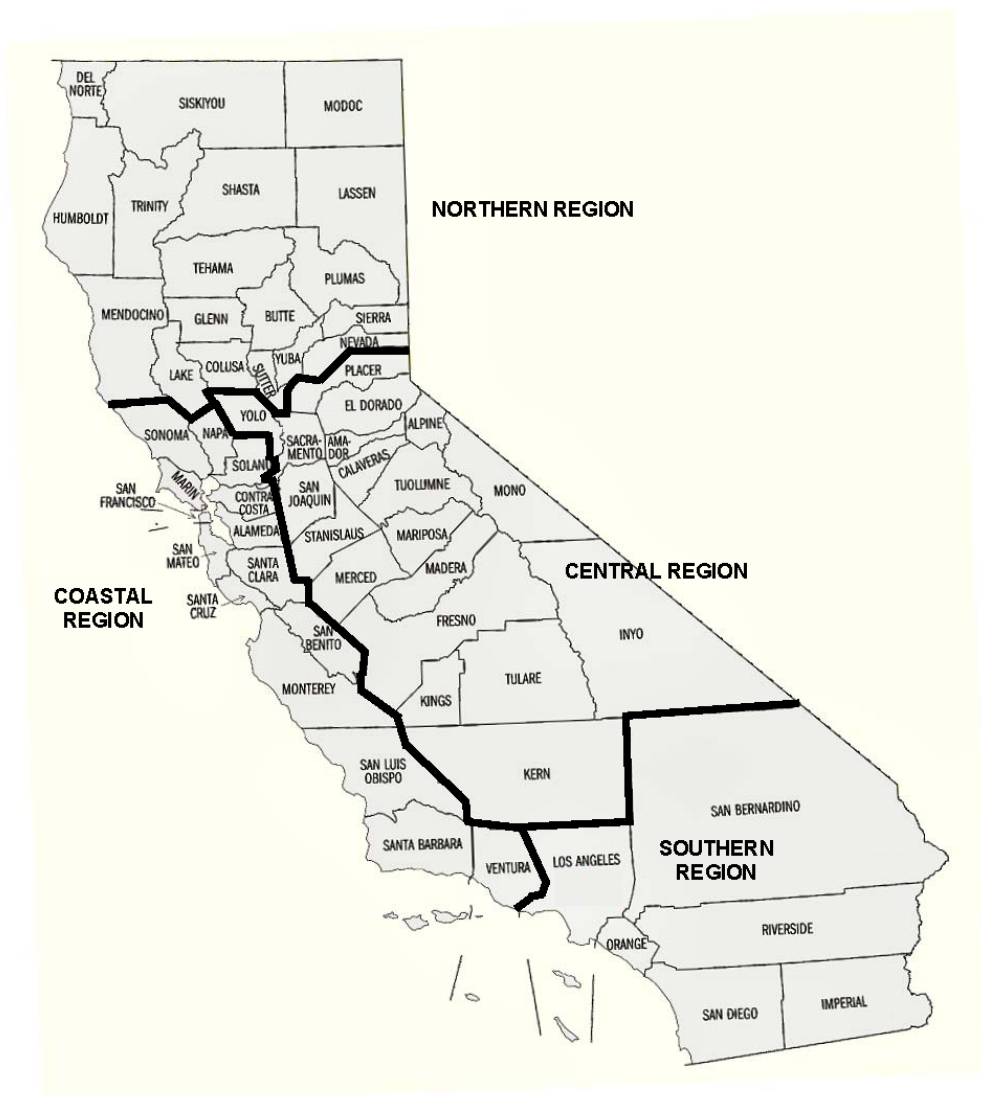 DEL
NORTE
SISKIYOU
MODOC
HUMBOLDT
TRINITY
SHASTA
LASSEN
NORTHERN REGION
TEHAMA
PLUMAS
MENDOCINO
GLENN
BUTTE
SIERRA
NEVADA
LAKE
COLUSA
SUTTER
YUBA
PLACER
SONOMA
NAPA
YOLO
EL DORADO
ALPINE
SACRA-
MENTO
AMA-
DOR
SOLANO
CALAVERAS
MARIN
SAN
FRANCISCO
CONTRA
COSTA
SAN
JOAQUIN
TUOLUMNE
MONO
ALAMEDA
STANISLAUS
MARIPOSA
SAN
MATEO
SANTA
CLARA
MERCED
MADERA
CENTRAL REGION
COASTAL
REGION
SANTA
CRUZ
SAN
BENITO
FRESNO
INYO
MONTEREY
KINGS
TULARE
SAN LUIS
OBISPO
KERN
SAN BERNARDINO
SANTA BARBARA
VENTURA
LOS ANGELES
SOUTHERN
REGION
ORANGE
RIVERSIDE
SAN DIEGO
IMPERIAL